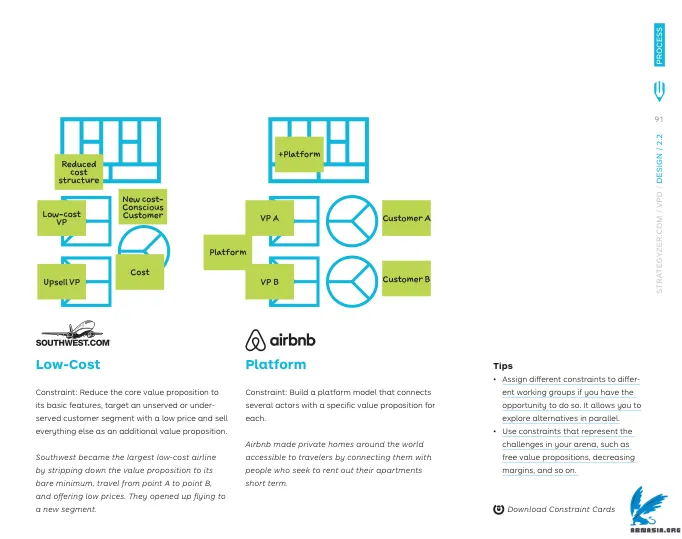 PROCESS
91
STRATEGYZER.COM / VPD / DESIGN / 2.2
Reduced
cost
structure
Low-cost
VP
New cost-
Conscious
Customer
Cost
Upsell VP
+Platform
VP A
Customer A
Platform
VP B
Customer B
SOUTHWEST.COM
Low-Cost
Constraint: Reduce the core value proposition to
its basic features, target an unserved or under-
served customer segment with a low price and sell
everything else as an additional value proposition.
Southwest became the largest low-cost airline
by stripping down the value proposition to its
bare minimum, travel from point A to point B,
and offering low prices. They opened up flying to
a new segment.
airbnb
Platform
Constraint: Build a platform model that connects
several actors with a specific value proposition for
each.
Airbnb made private homes around the world
accessible to travelers by connecting them with
people who seek to rent out their apartments
short term.
Tips
• Assign different constraints to differ-
ent working groups if you have the
opportunity to do so. It allows you to
explore alternatives in parallel.
• Use constraints that represent the
challenges in your arena, such as
free value propositions, decreasing
margins, and so on.
Download Constraint Cards